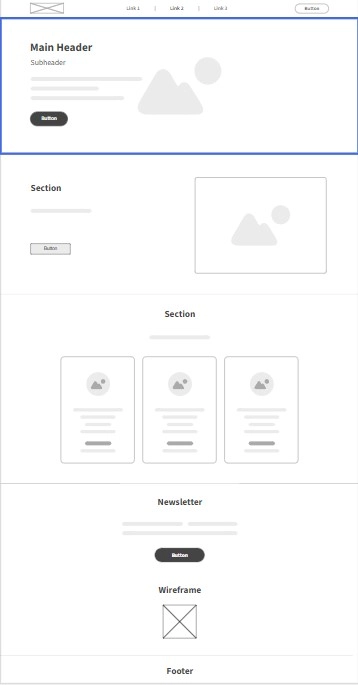 Link 1 | Link 2 | Link 3 Button
Main Header
Subheader
Button
Section
Button
Section
Newsletter
Button
Wireframe
Footer